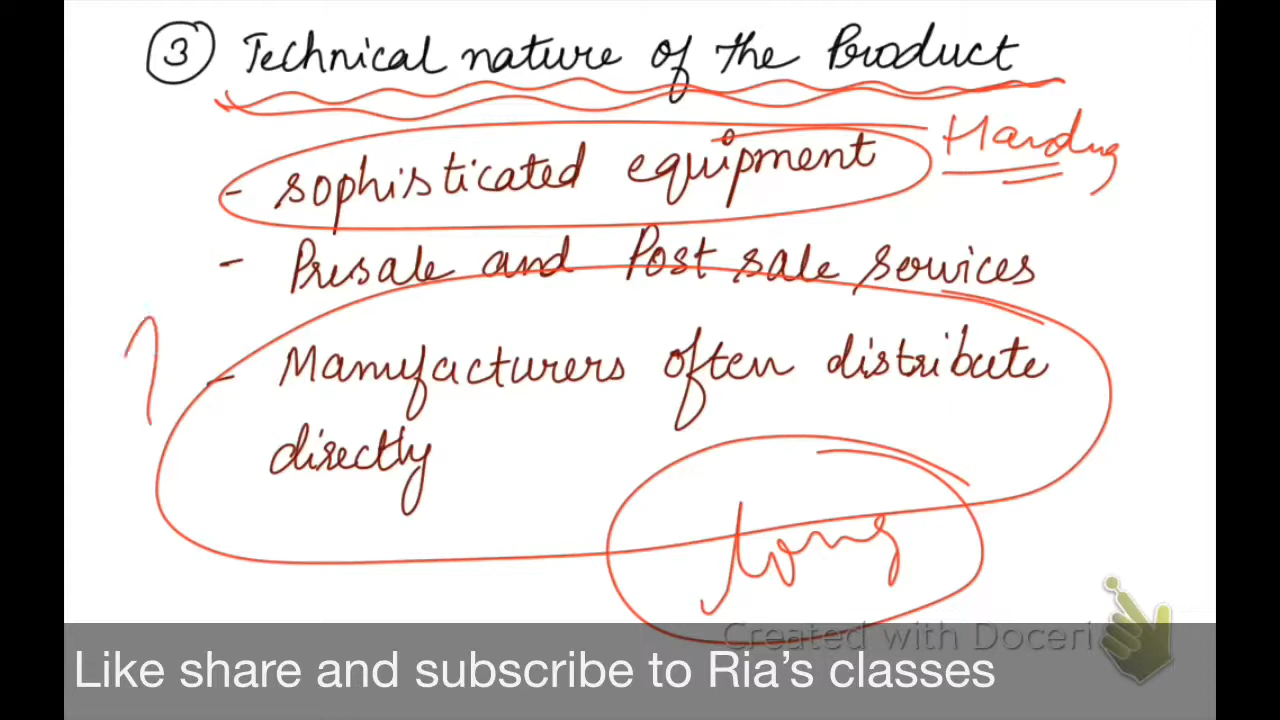 3 Technical nature of the Product
- sophisticated equipment
- Presale and Post sale services
- Manufacturers often distribute
directly
Created with Doceri
Like share and subscribe to Ria’s classes